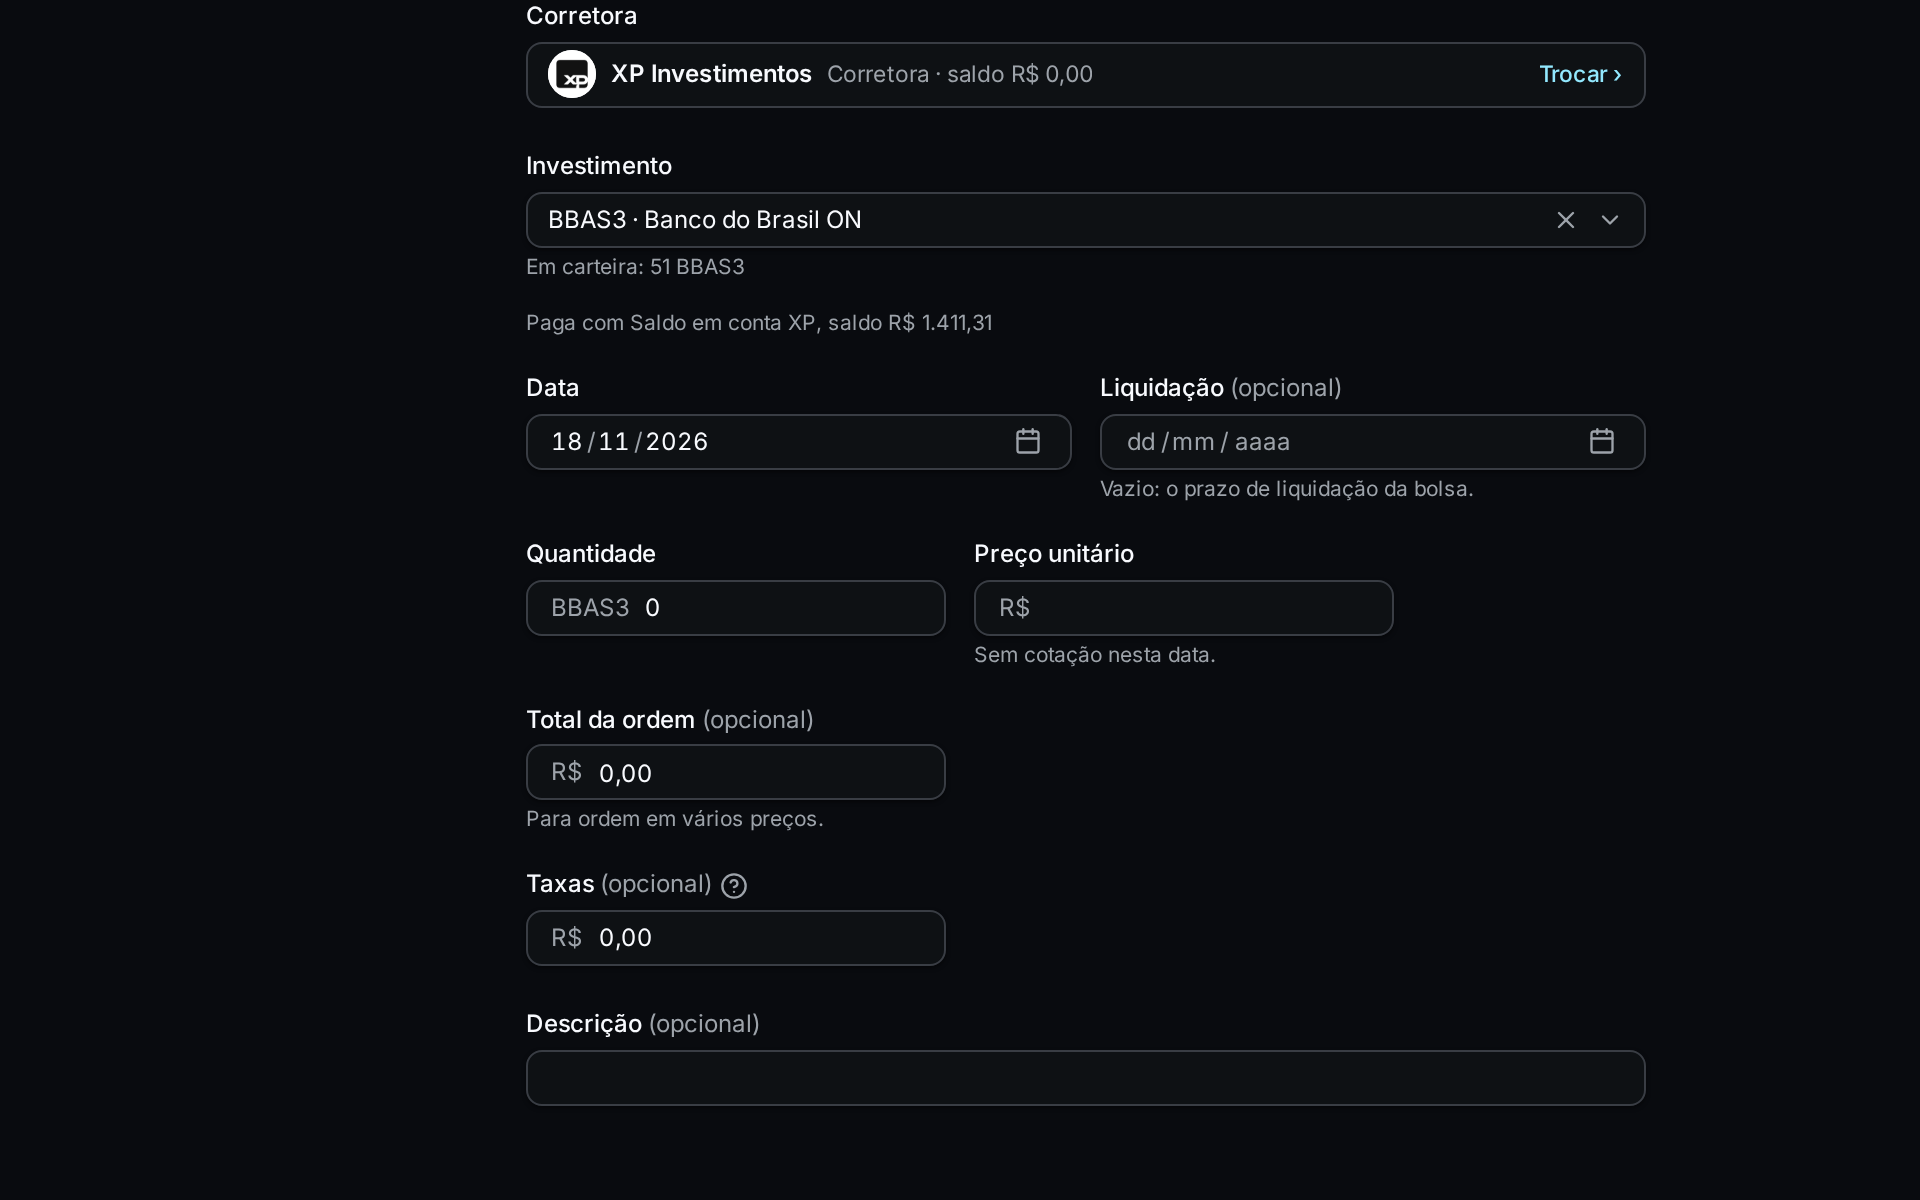 Corretora
XP XP Investimentos Corretora · saldo R$ 0,00 Trocar ›
Investimento
BBAS3 · Banco do Brasil ON
Em carteira: 51 BBAS3
Paga com Saldo em conta XP, saldo R$ 1.411,31
Data Liquidação (opcional)
18/11/2026 dd/mm/aaaa
Vazio: o prazo de liquidação da bolsa.
Quantidade Preço unitário
BBAS3 0 R$
Sem cotação nesta data.
Total da ordem (opcional)
R$ 0,00
Para ordem em vários preços.
Taxas (opcional) ?
R$ 0,00
Descrição (opcional)